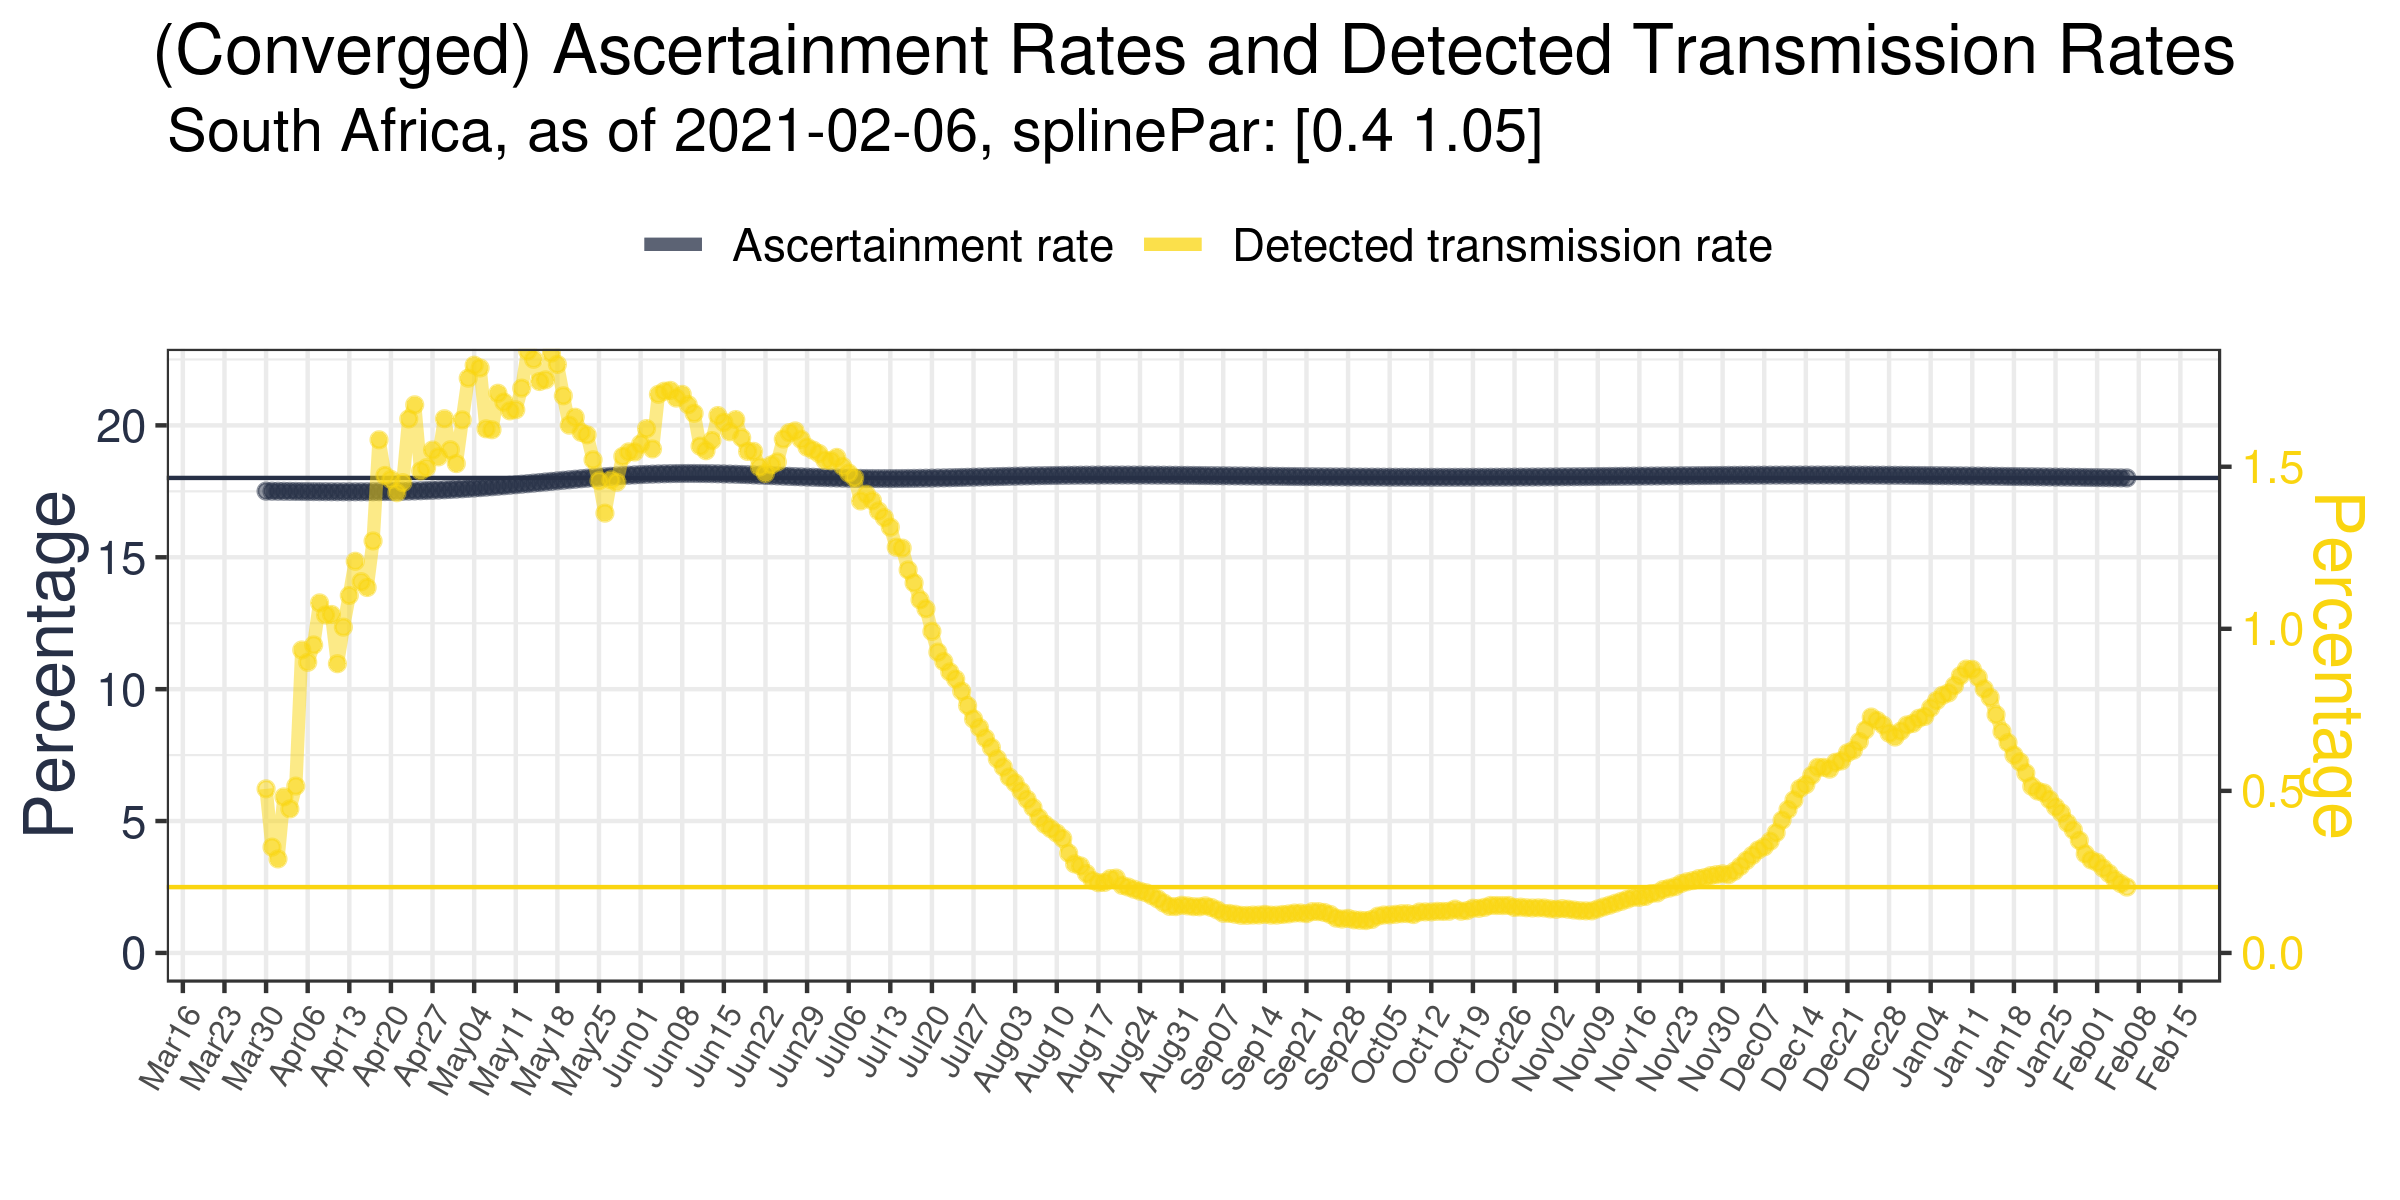 (Converged) Ascertainment Rates and Detected Transmission Rates
South Africa, as of 2021-02-06, splinePar: [0.4 1.05]
Ascertainment rate
Detected transmission rate
Percentage
20
15
10
5
0
1.5
1.0
0.5
0.0
Percentage
Mar16
Mar23
Mar30
Apr06
Apr13
Apr20
Apr27
May04
May11
May18
May25
Jun01
Jun08
Jun15
Jun22
Jun29
Jul06
Jul13
Jul20
Jul27
Aug03
Aug10
Aug17
Aug24
Aug31
Sep07
Sep14
Sep21
Sep28
Oct05
Oct12
Oct19
Oct26
Nov02
Nov09
Nov16
Nov23
Nov30
Dec07
Dec14
Dec21
Dec28
Jan04
Jan11
Jan18
Jan25
Feb01
Feb08
Feb15